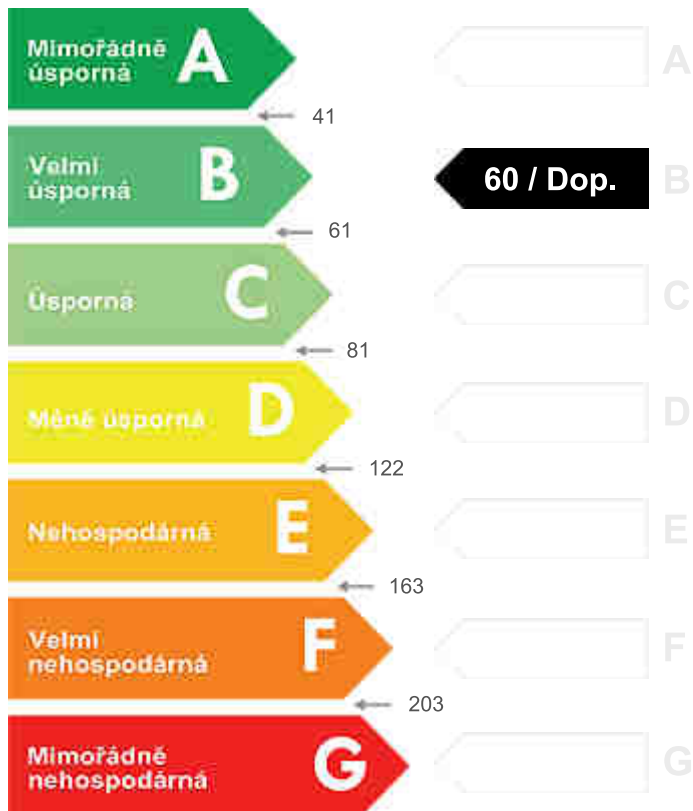 Mimořádně
úsporná
A
A
41
Velmi
úsporná
B
60 / Dop.
B
61
Úsporná
C
C
81
Méně úsporná
D
D
122
Nehospodárná
E
E
163
Velmi
nehospodárná
F
F
203
Mimořádně
nehospodárná
G
G